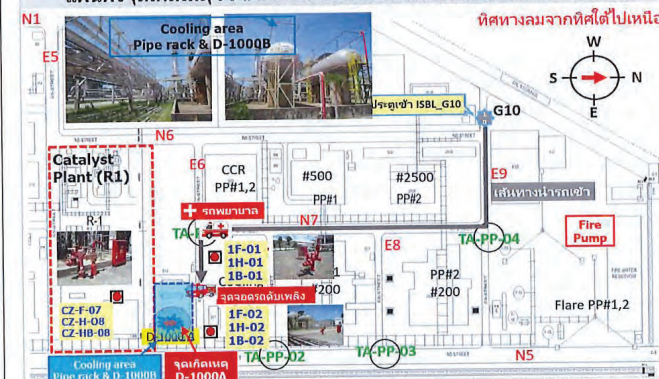 ทิศทางลมจากทิศใต้ไปเหนือ
N1
E5
Cooling area
Pipe rack & D-1000B
W
S
N
E
ประตูเข้า ISBL_G10
G10
N6
Catalyst
Plant (R1)
E6
CCR
PP#1,2
#500
PP#1
#2500
PP#2
E9
เส้นทางนำรถเข้า
R-1
รถพยาบาล
N7
TA-PP-04
Fire
Pump
E8
1F-01
1H-01
1B-01
#200
PP#2
#200
จุดจอดรถดับเพลิง
CZ-F-07
CZ-H-08
CZ-HB-08
1F-02
1H-02
1B-02
Flare PP#1,2
D-1000A
TA-PP-02
TA-PP-03
N5
Cooling area
Pipe rack & D-1000B
จุดเกิดเหตุ
D-1000A